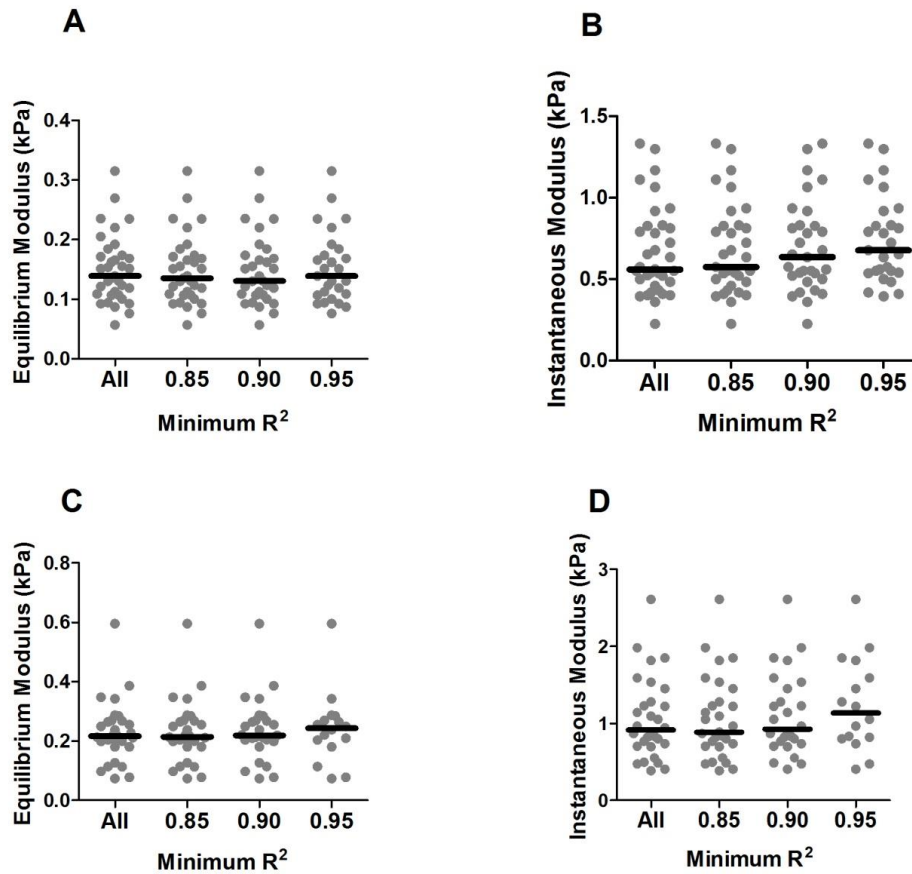 A
Equilibrium Modulus (kPa)
0.4
0.3
0.2
0.1
0.0
All 0.85 0.90 0.95
Minimum R²
B
Instantaneous Modulus (kPa)
1.5
1.0
0.5
0.0
All 0.85 0.90 0.95
Minimum R²
C
Equilibrium Modulus (kPa)
0.8
0.6
0.4
0.2
0.0
All 0.85 0.90 0.95
Minimum R²
D
Instantaneous Modulus (kPa)
3
2
1
0
All 0.85 0.90 0.95
Minimum R²